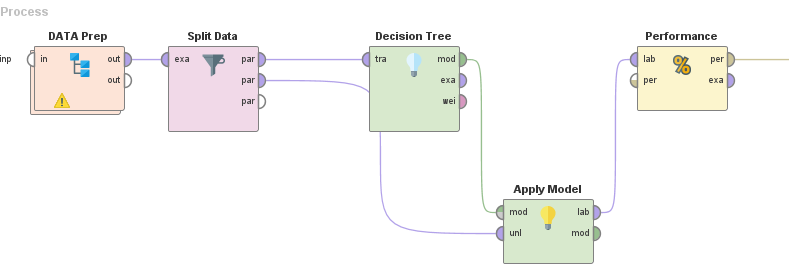 Process
DATA Prep
Split Data
Decision Tree
Performance
inp
in
out
out
exa
par
par
par
tra
mod
exa
wei
lab
per
per
exa
Apply Model
mod
lab
unl
mod